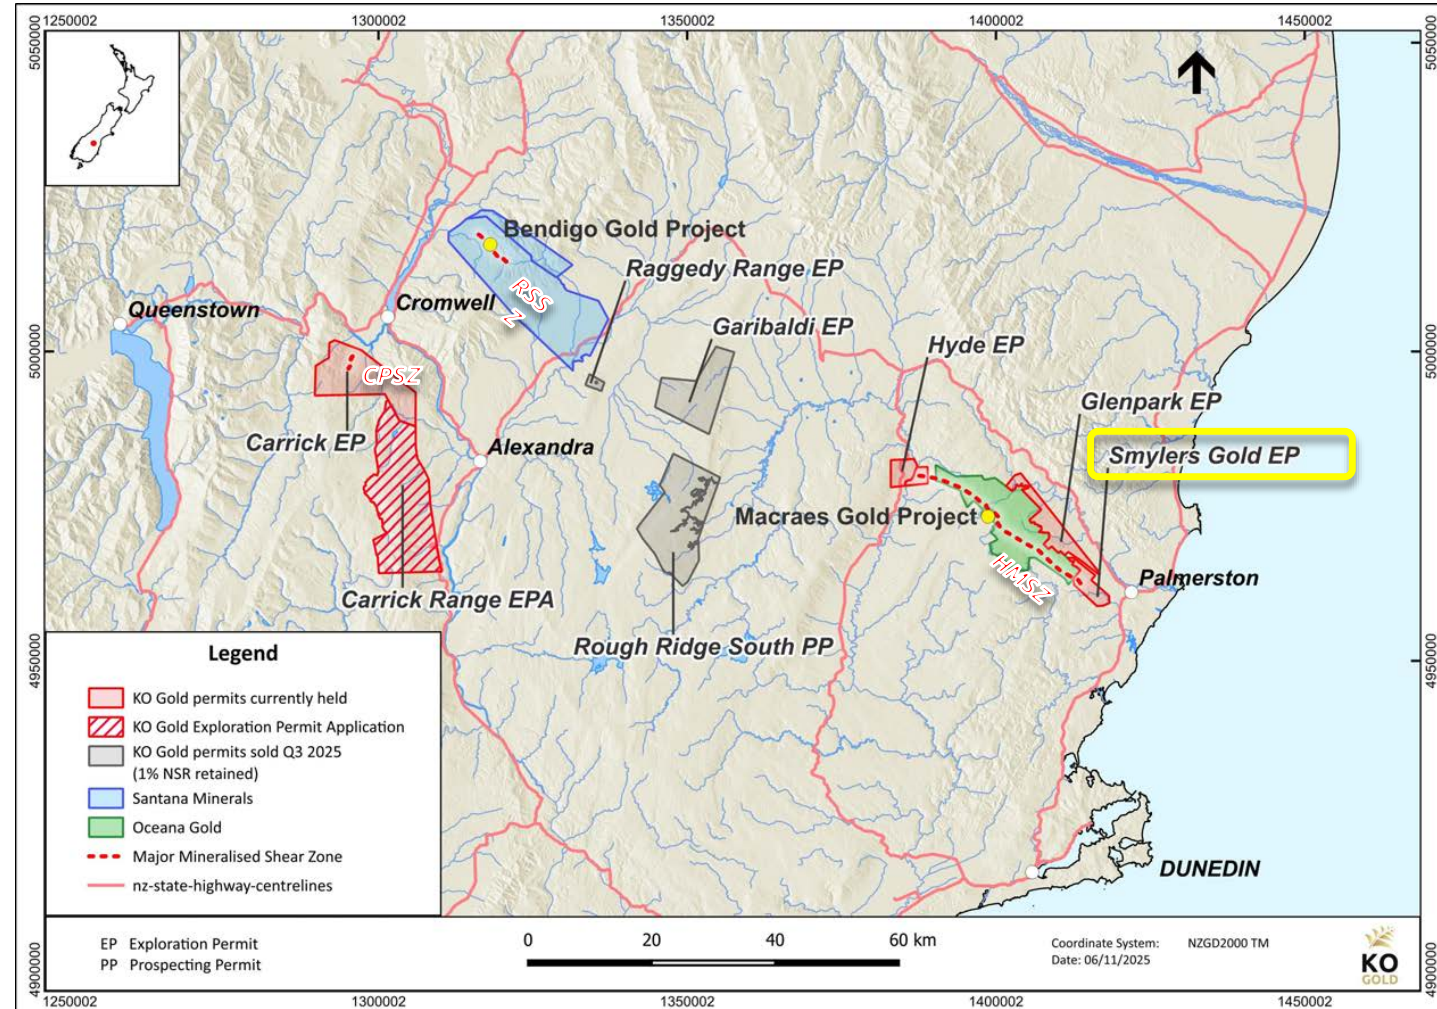 1250002 1300002 1350002 1400002 1450002
5050000 5050000
Bendigo Gold Project
Raggedy Range EP
RSS
Z
Queenstown
Cromwell
Garibaldi EP
Hyde EP
5000000 5000000
CPSZ
Glenpark EP
Carrick EP
Alexandra
Smylers Gold EP
Macraes Gold Project
HMSZ
Palmerston
Carrick Range EPA
Rough Ridge South PP
4950000 4950000
Legend
KO Gold permits currently held
KO Gold Exploration Permit Application
KO Gold permits sold Q3 2025
(1% NSR retained)
Santana Minerals
Oceana Gold
Major Mineralised Shear Zone
nz-state-highway-centrelines
DUNEDIN
EP Exploration Permit
PP Prospecting Permit
0 20 40 60 km
Coordinate System: NZGD2000 TM
Date: 06/11/2025
KO
GOLD
4900000 4900000
1250002 1300002 1350002 1400002 1450002